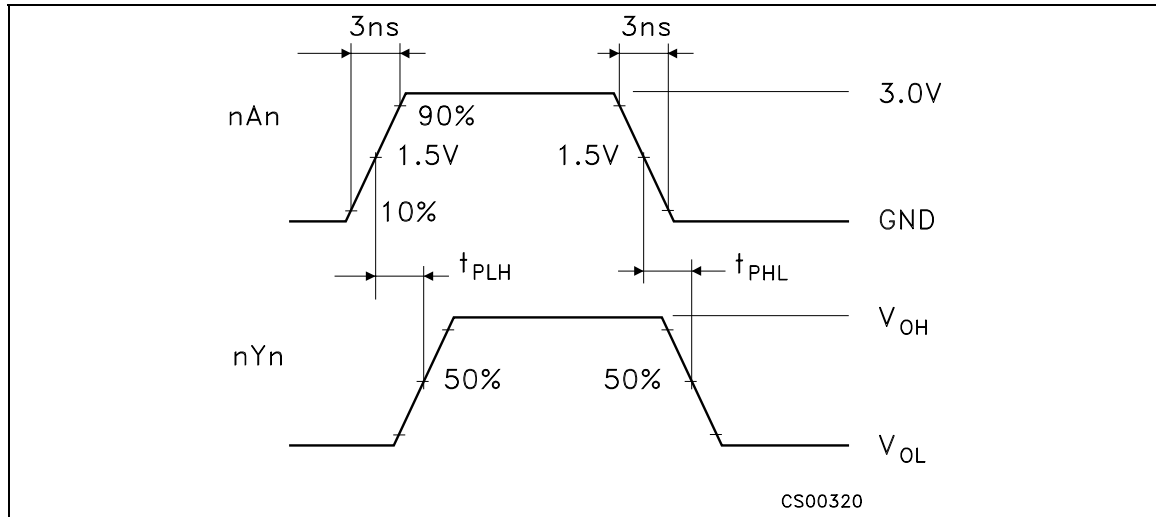 3ns 3ns
3.0V
nAn
90%
1.5V 1.5V
10%
GND
tPLH tPHL
VOH
nYn
50% 50%
VOL
CS00320